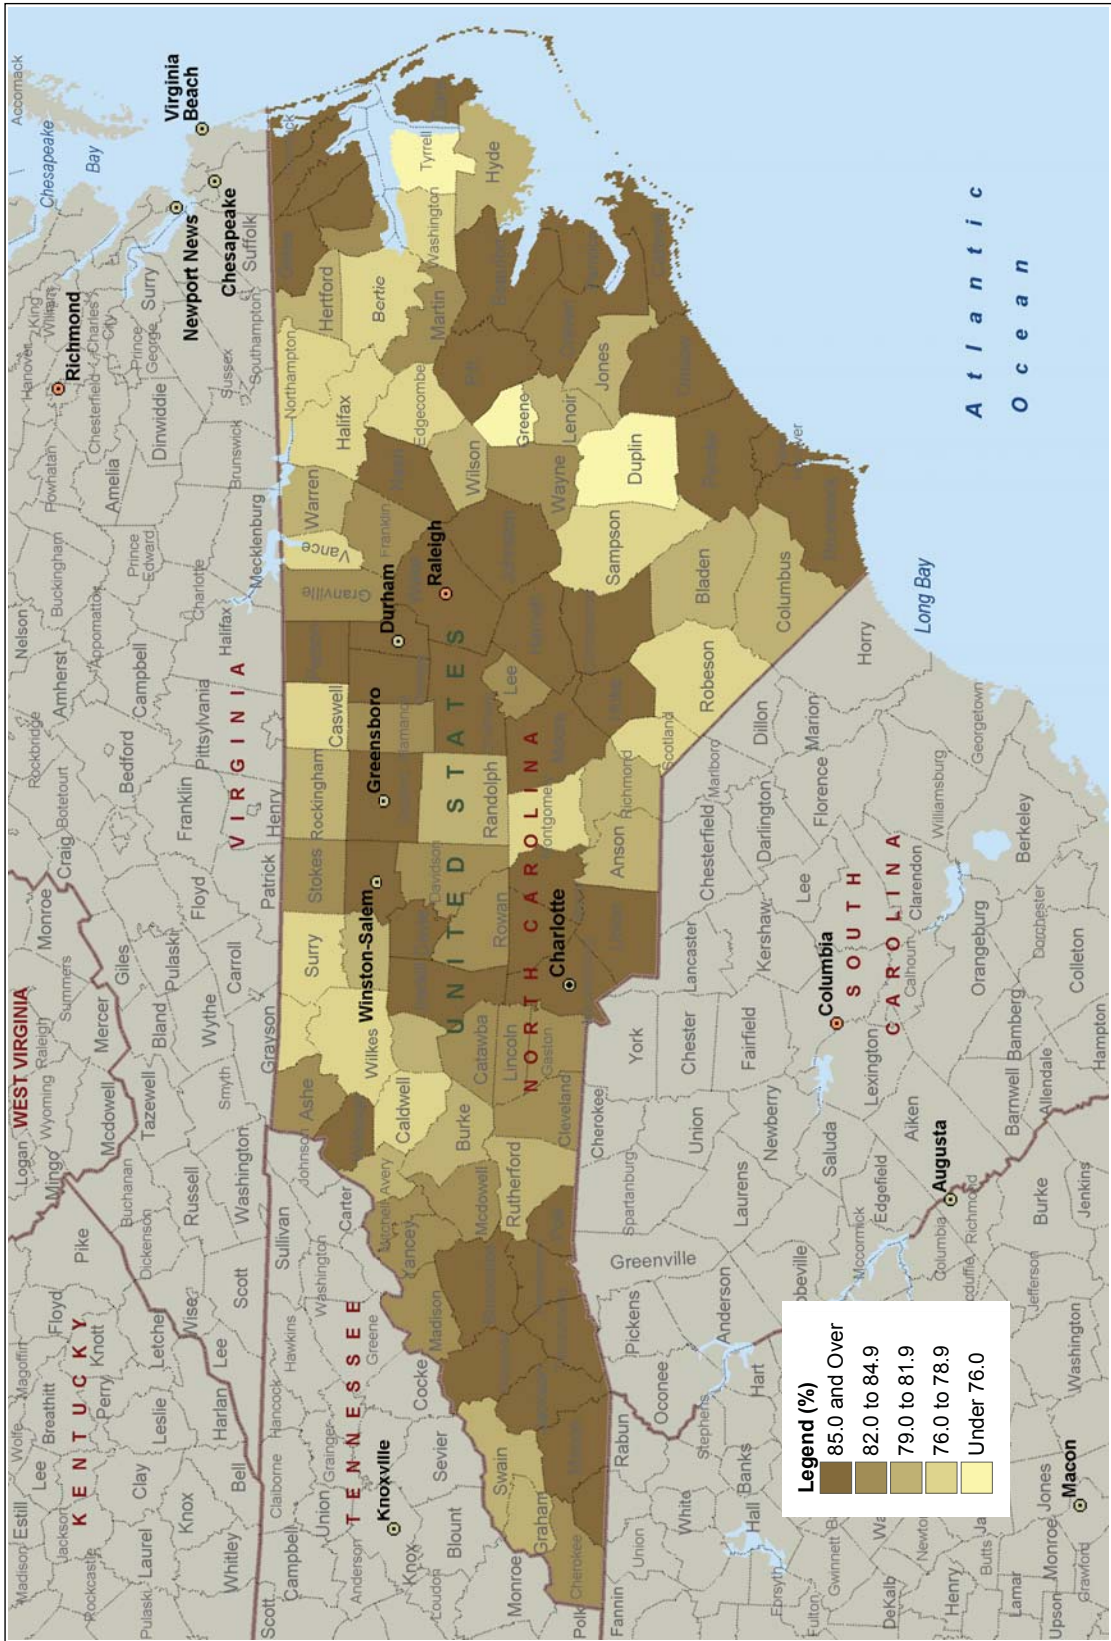 Legend (%)
85.0 and Over
82.0 to 84.9
79.0 to 81.9
76.0 to 78.9
Under 76.0
UNITED STATES
NORTH CAROLINA
VIRGINIA
WEST VIRGINIA
KENTUCKY
TENNESSEE
SOUTH
CAROLINA
Atlantic
Ocean
Long Bay
Chesapeake
Bay
Richmond
Newport News
Virginia
Beach
Chesapeake
Durham
Raleigh
Greensboro
Winston-Salem
Charlotte
Knoxville
Columbia
Augusta
Macon
Accomack
Hanover
King
William
Charles
City
Powhatan
Chesterfield
Prince
George
Surry
Amelia
Dinwiddie
Sussex
Southampton
Suffolk
Nelson
Buckingham
Prince
Edward
Brunswick
Mecklenburg
Rockbridge
Amherst
Appomattox
Charlotte
Halifax
Botetourt
Bedford
Campbell
Pittsylvania
Craig
Franklin
Henry
Monroe
Giles
Floyd
Patrick
Summers
Pulaski
Carroll
Mercer
Bland
Wythe
Grayson
Raleigh
Wyoming
Mcdowell
Tazewell
Smyth
Logan
Mingo
Buchanan
Russell
Washington
Pike
Dickenson
Scott
Floyd
Wise
Lee
Magoffin
Knott
Letcher
Wolfe
Breathitt
Perry
Leslie
Harlan
Lee
Clay
Bell
Madison
Estill
Jackson
Rockcastle
Laurel
Knox
Whitley
Pulaski
Scott
Johnson
Carter
Sullivan
Washington
Hawkins
Greene
Cocke
Hancock
Claiborne
Grainger
Union
Sevier
Campbell
Anderson
Knox
Blount
Loudon
Monroe
Polk
Hertford
Northampton
Bertie
Tyrrell
Washington
Hyde
Martin
Halifax
Edgecombe
Warren
Vance
Franklin
Granville
Wilson
Greene
Lenoir
Jones
Wayne
Duplin
Sampson
Bladen
Columbus
Robeson
Scotland
Caswell
Rockingham
Stokes
Surry
Wilkes
Ashe
Lee
Randolph
Davidson
Rowan
Montgomery
Richmond
Anson
Catawba
Lincoln
Gaston
Cleveland
Caldwell
Burke
Avery
Mitchell
Yancey
Mcdowell
Rutherford
Madison
Swain
Graham
Cherokee
Horry
Dillon
Marion
Marlboro
Georgetown
Williamsburg
Florence
Darlington
Chesterfield
Lee
Clarendon
Berkeley
Kershaw
Lancaster
Calhoun
Orangeburg
Dorchester
Colleton
York
Chester
Fairfield
Lexington
Bamberg
Barnwell
Allendale
Hampton
Cherokee
Union
Newberry
Saluda
Aiken
Spartanburg
Laurens
Edgefield
Greenville
Mccormick
Pickens
Anderson
Oconee
Rabun
Stephens
Hart
Columbia
Richmond
Burke
Jenkins
Jefferson
Washington
Fannin
Union
White
Banks
Hall
Forsyth
Fulton
Gwinnett
DeKalb
Henry
Butts
Lamar
Upson
Monroe
Jones
Crawford